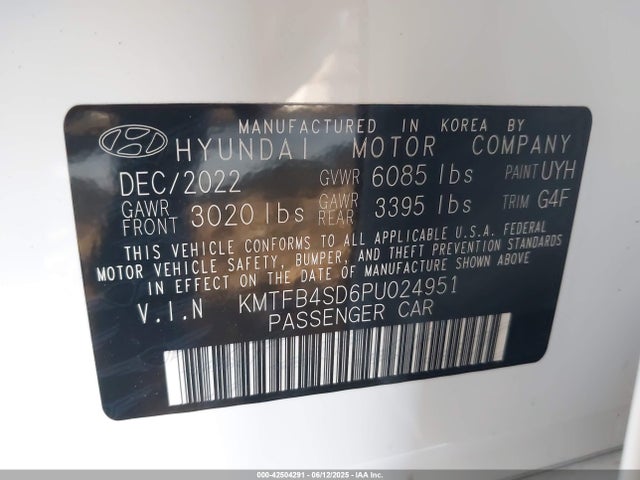 MANUFACTURED IN KOREA BY
HYUNDAI MOTOR COMPANY
DEC/2022 GVWR 6085 lbs PAINT UYH
GAWR FRONT 3020 lbs GAWR REAR 3395 lbs TRIM G4F
THIS VEHICLE CONFORMS TO ALL APPLICABLE U.S.A. FEDERAL
MOTOR VEHICLE SAFETY, BUMPER, AND THEFT PREVENTION STANDARDS
IN EFFECT ON THE DATE OF MANUFACTURE SHOWN ABOVE.
V.I.N KMTFB4SD6PU024951
PASSENGER CAR
000-42504291 - 06/12/2025 - IAA Inc.